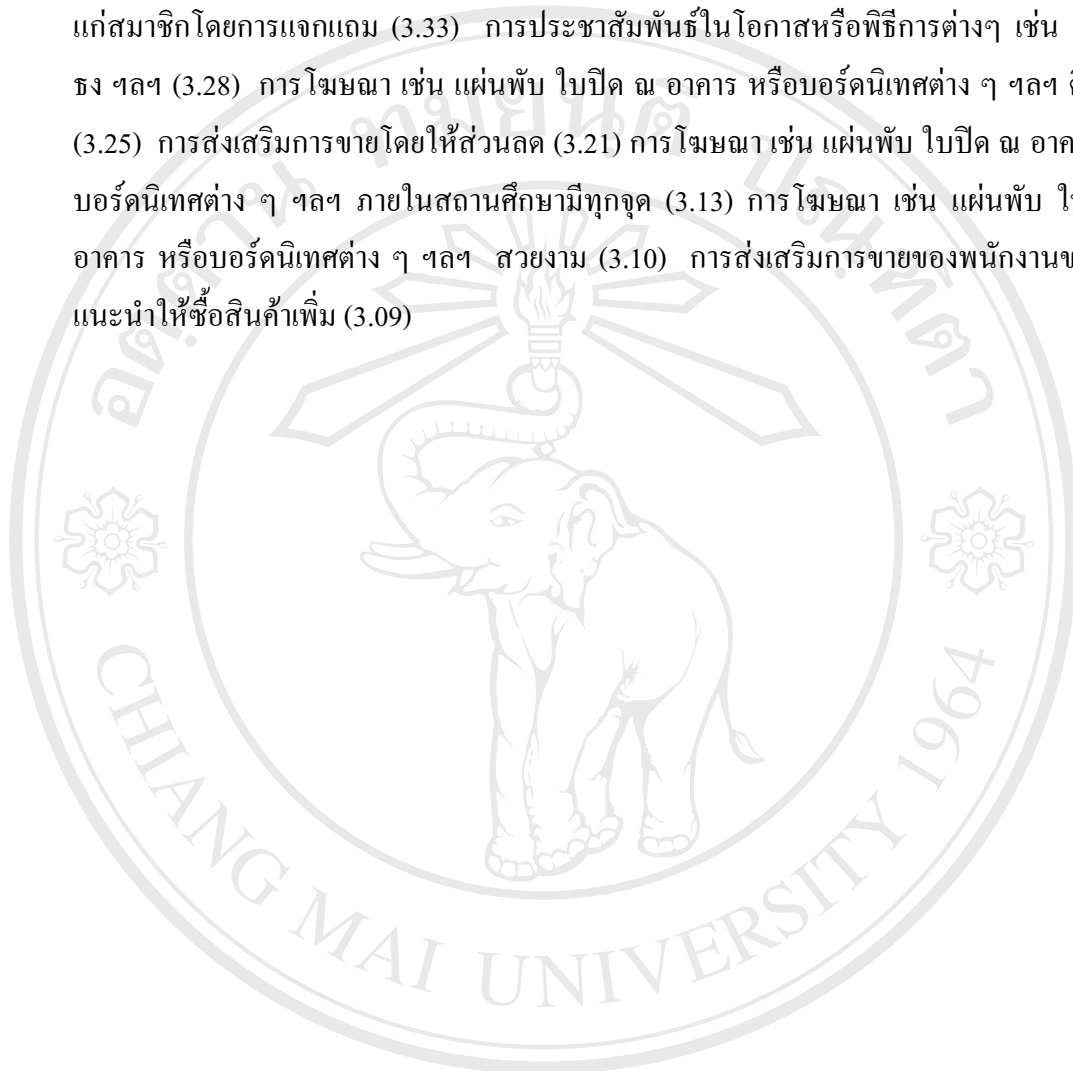 แก่สมาชิกโดยการแจกแถม (3.33) การประชาสัมพันธ์ในโอกาสหรือพิธีการต่างๆ เช่น
ธง ฯลฯ (3.28) การโฆษณา เช่น แผ่นพับ ใบปิด ณ อาคาร หรือบอร์ดนิเทศต่าง ๆ ฯลฯ
(3.25) การส่งเสริมการขายโดยให้ส่วนลด (3.21) การโฆษณา เช่น แผ่นพับ ใบปิด ณ
บอร์ดนิเทศต่าง ๆ ฯลฯ ภายในสถานศึกษามีทุกจุด (3.13) การโฆษณา เช่น แผ่นพับ
อาคาร หรือบอร์ดนิเทศต่าง ๆ ฯลฯ สวยงาม (3.10) การส่งเสริมการขายของพนักงาน
แนะนำให้ซื้อสินค้าเพิ่ม (3.09)
อตฺตานํ ทมยนฺติ ปณฺฑิตา
CHIANG MAI UNIVERSITY 1964